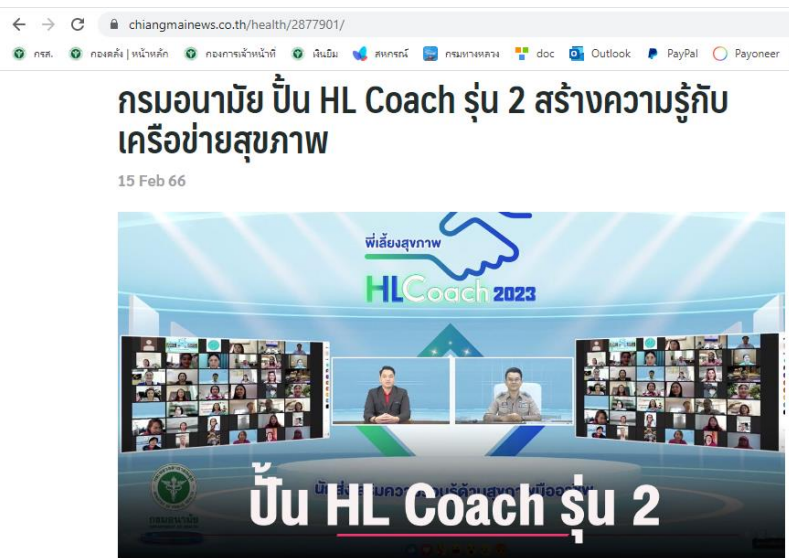 chiangmainews.co.th/health/2877901/
กรส. กองคลัง | หน้าหลัก กองการเจ้าหน้าที่ เงินยืม สหกรณ์ กรมทางหลวง doc Outlook PayPal Payoneer
กรมอนามัย ปั้น HL Coach รุ่น 2 สร้างความรู้กับ
เครือข่ายสุขภาพ
15 Feb 66
พี่เลี้ยงสุขภาพ
HLCoach 2023
กรมอนามัย
ปั้น HL Coach รุ่น 2